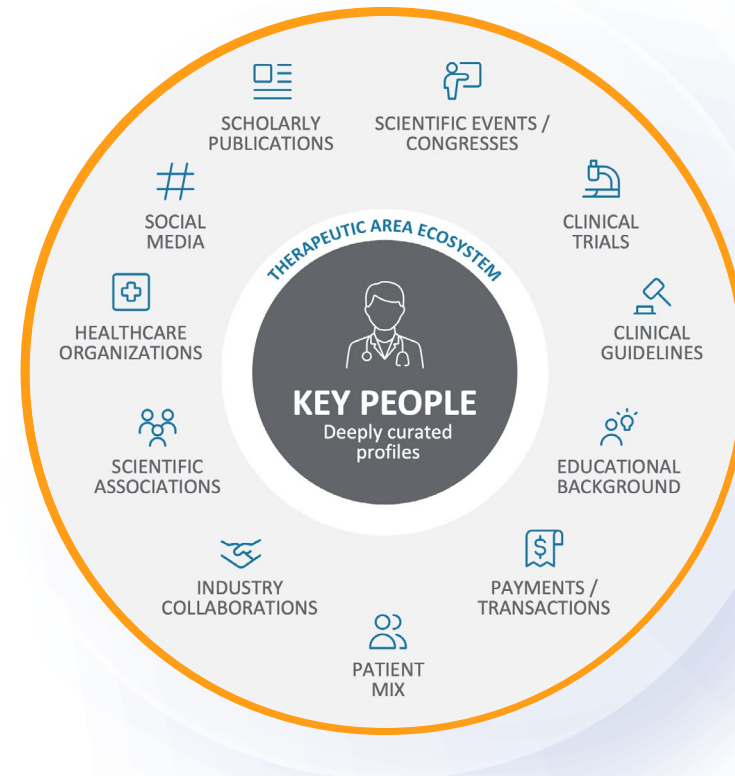 SCHOLARLY
PUBLICATIONS
SCIENTIFIC EVENTS /
CONGRESSES
SOCIAL
MEDIA
CLINICAL
TRIALS
THERAPEUTIC AREA ECOSYSTEM
HEALTHCARE
ORGANIZATIONS
CLINICAL
GUIDELINES
KEY PEOPLE
Deeply curated
profiles
SCIENTIFIC
ASSOCIATIONS
EDUCATIONAL
BACKGROUND
INDUSTRY
COLLABORATIONS
PAYMENTS /
TRANSACTIONS
PATIENT
MIX